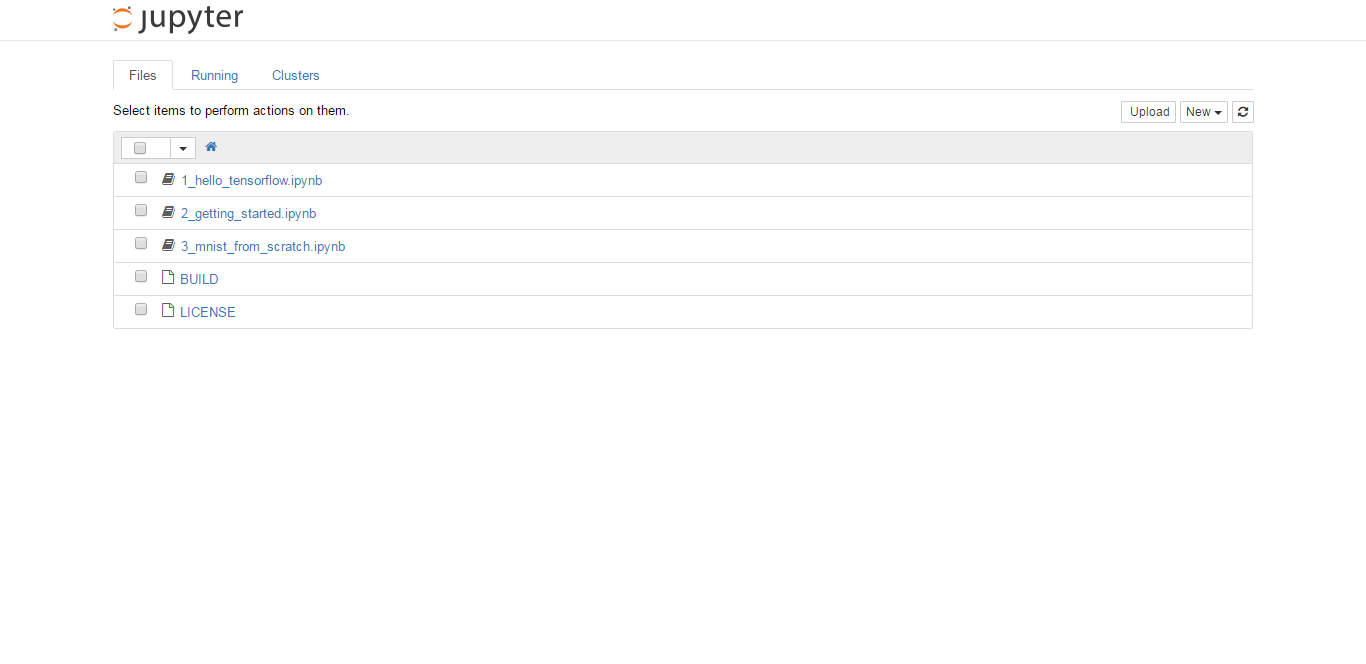 jupyter
Files Running Clusters
Select items to perform actions on them. Upload New
1_hello_tensorflow.ipynb
2_getting_started.ipynb
3_mnist_from_scratch.ipynb
BUILD
LICENSE